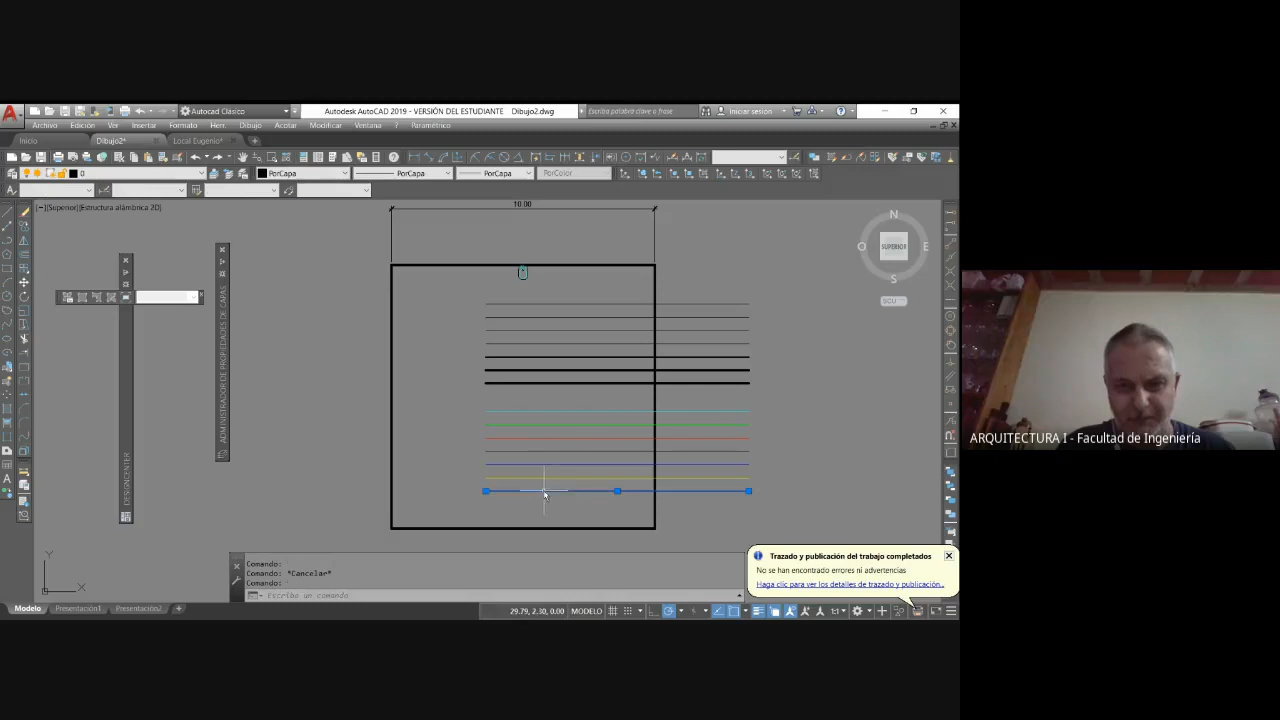 Autocad Clásico
Autodesk AutoCAD 2019 - VERSIÓN DEL ESTUDIANTE Dibujo2.dwg
Escriba palabra clave o frase
Iniciar sesión
Archivo Edición Ver Insertar Formato Herr. Dibujo Acotar Modificar Ventana ? Paramétrico
Inicio
Dibujo2*
Local Eugenio*
0
PorCapa
PorCapa
PorCapa
PorColor
[−][Superior][Estructura alámbrica 2D]
10.00
N
O
SUPERIOR
E
S
SCU
ADMINISTRADOR DE PROPIEDADES DE CAPAS
DESIGNCENTER
ARQUITECTURA I - Facultad de Ingeniería
Y
X
Comando:
Comando: *Cancelar*
Comando:
Escriba un comando
Trazado y publicación del trabajo completados
No se han encontrado errores ni advertencias
Haga clic para ver los detalles de trazado y publicación...
Modelo
Presentación1
Presentación2
29.79, 2.30, 0.00
MODELO
1:1